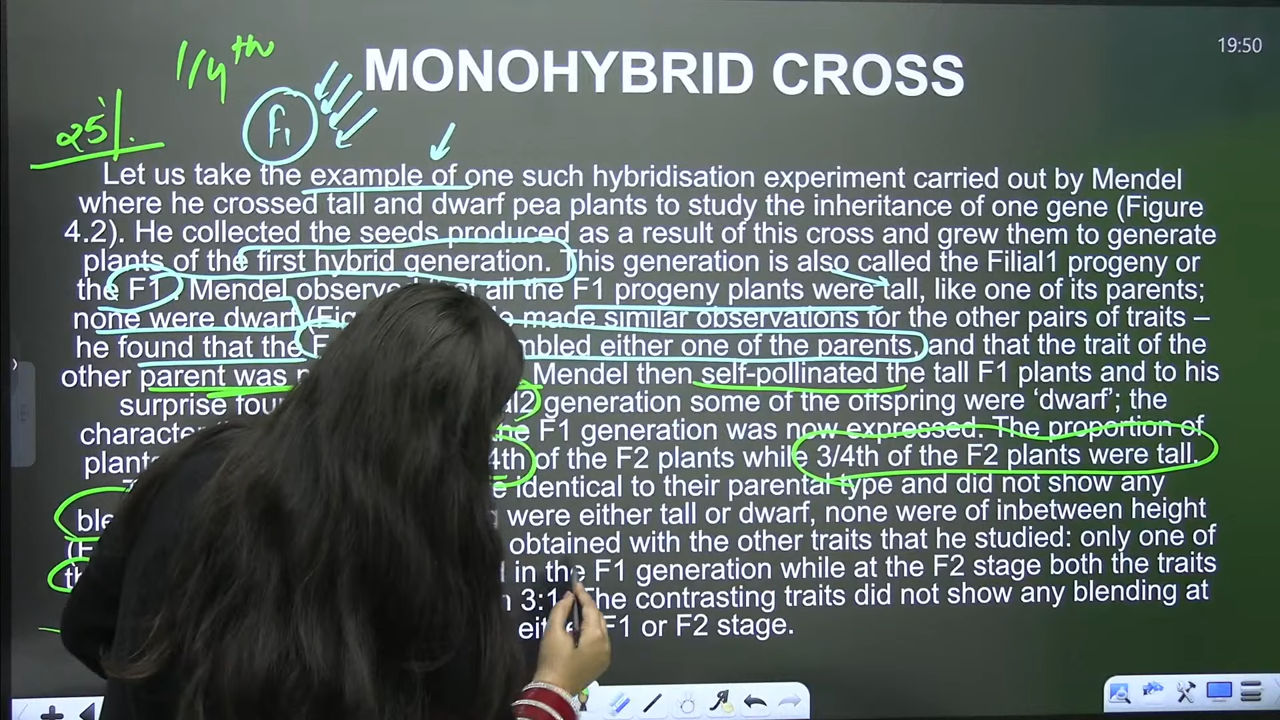 19:50
1/4th
MONOHYBRID CROSS
25%.
F1
Let us take the example of one such hybridisation experiment carried out by Mendel
where he crossed tall and dwarf pea plants to study the inheritance of one gene (Figure
4.2). He collected the seeds produced as a result of this cross and grew them to generate
plants of the first hybrid generation. This generation is also called the Filial1 progeny or
the F1. Mendel all the F1 progeny plants were tall, like one of its parents;
none were dwarf made similar observations for the other pairs of traits –
he found that the either one of the parents, and that the trait of the
other parent was Mendel then self-pollinated the tall F1 plants and to his
surprise generation some of the offspring were ‘dwarf’; the
F1 generation was now expressed. The proportion of
4th of the F2 plants while 3/4th of the F2 plants were tall.
identical to their parental type and did not show any
were either tall or dwarf, none were of inbetween height
obtained with the other traits that he studied: only one of
in the F1 generation while at the F2 stage both the traits
3:1. The contrasting traits did not show any blending at
F1 or F2 stage.